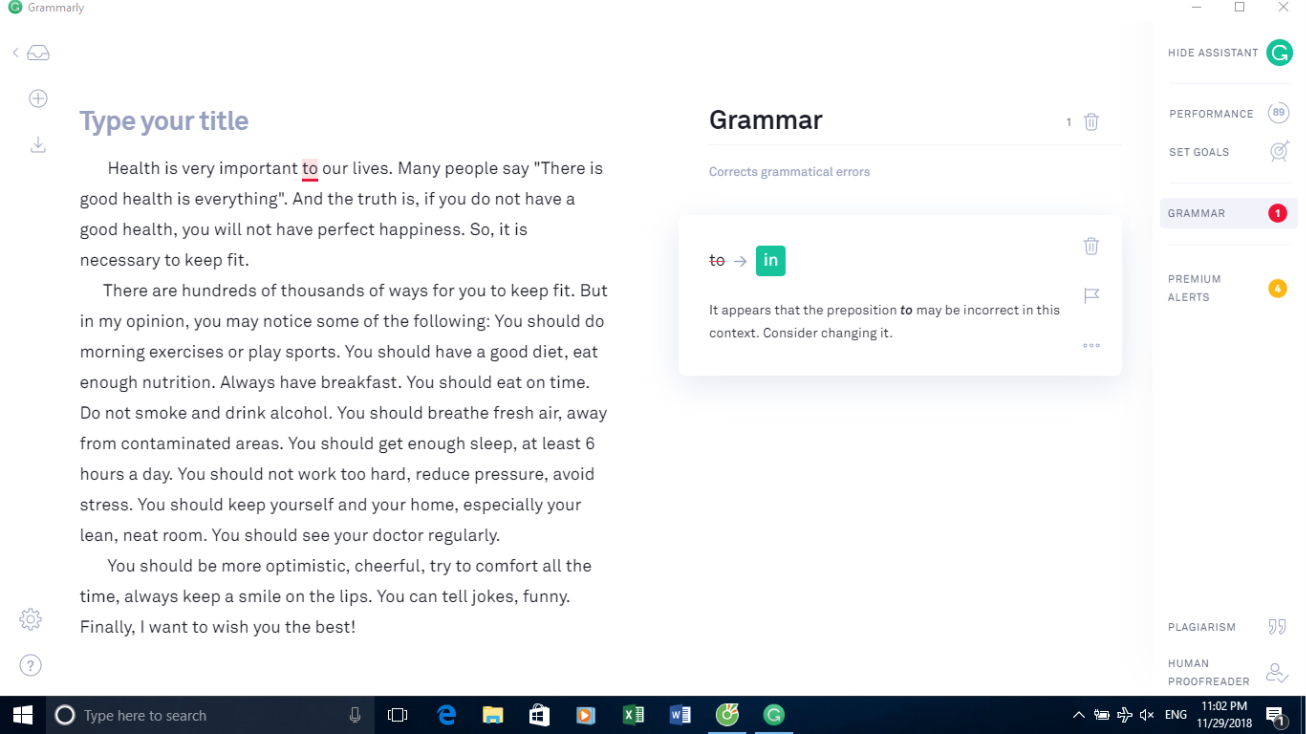 Grammarly
HIDE ASSISTANT
Type your title
Grammar
1
PERFORMANCE
89
SET GOALS
Health is very important to our lives. Many people say "There is
good health is everything". And the truth is, if you do not have a
good health, you will not have perfect happiness. So, it is
necessary to keep fit.
There are hundreds of thousands of ways for you to keep fit. But
in my opinion, you may notice some of the following: You should do
morning exercises or play sports. You should have a good diet, eat
enough nutrition. Always have breakfast. You should eat on time.
Do not smoke and drink alcohol. You should breathe fresh air, away
from contaminated areas. You should get enough sleep, at least 6
hours a day. You should not work too hard, reduce pressure, avoid
stress. You should keep yourself and your home, especially your
lean, neat room. You should see your doctor regularly.
You should be more optimistic, cheerful, try to comfort all the
time, always keep a smile on the lips. You can tell jokes, funny.
Finally, I want to wish you the best!
Corrects grammatical errors
to → in
It appears that the preposition to may be incorrect in this
context. Consider changing it.
GRAMMAR
1
PREMIUM
ALERTS
4
PLAGIARISM
HUMAN
PROOFREADER
Type here to search
ENG
11:02 PM
11/29/2018
1